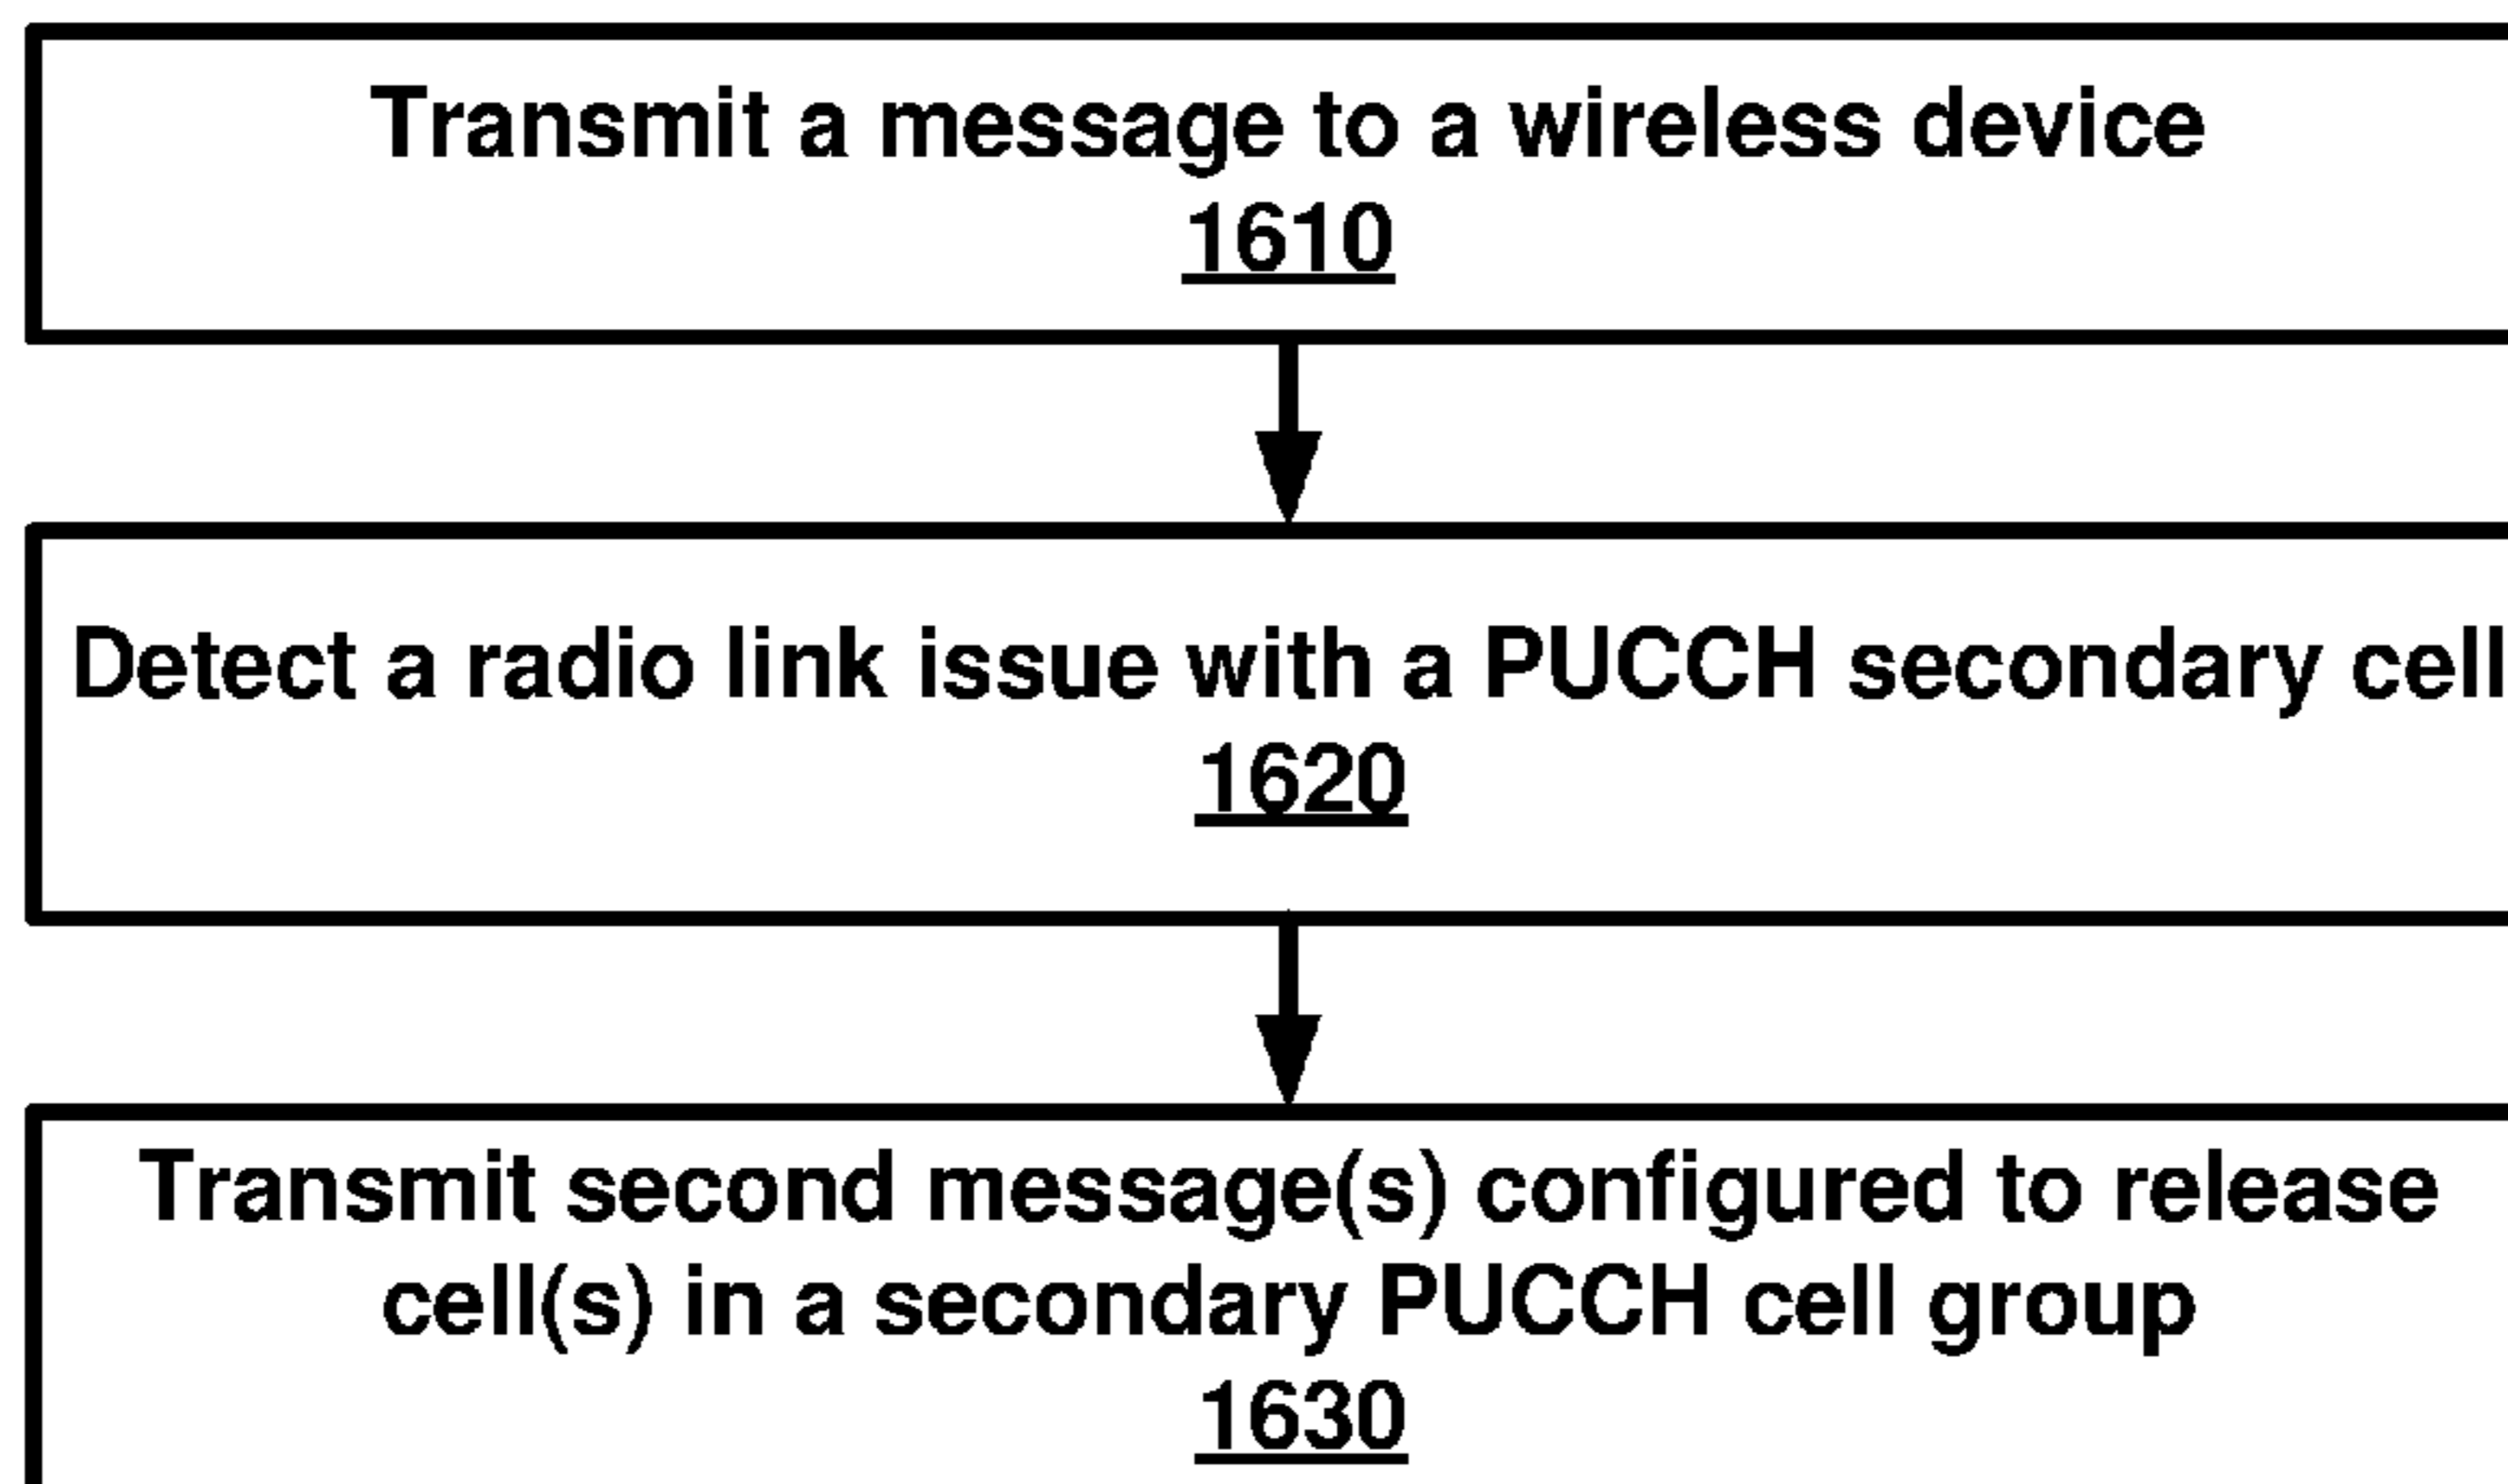 Transmit a message to a wireless device
1610
Detect a radio link issue with a PUCCH secondary cell
1620
Transmit second message(s) configured to release
cell(s) in a secondary PUCCH cell group
1630